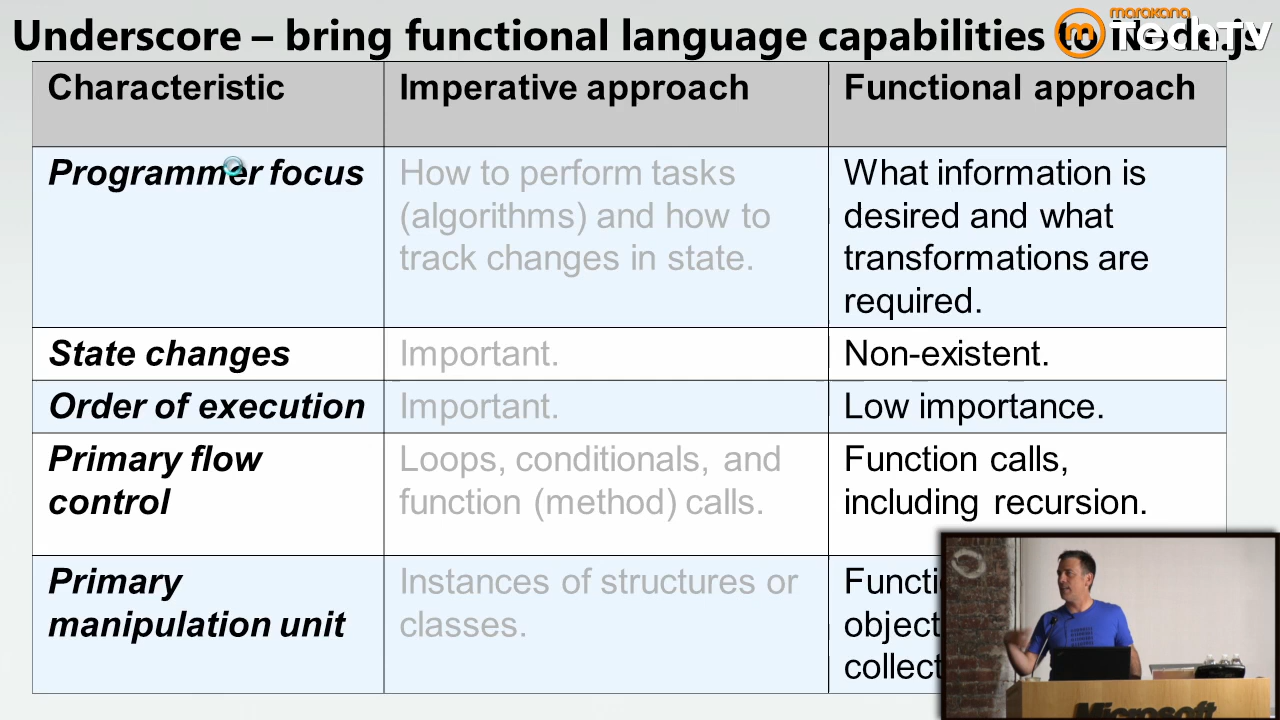 Underscore – bring functional language capabilities to Node.js
marakana
TechTV
Characteristic
Imperative approach
Functional approach
Programmer focus
How to perform tasks
(algorithms) and how to
track changes in state.
What information is
desired and what
transformations are
required.
State changes
Important.
Non-existent.
Order of execution
Important.
Low importance.
Primary flow
control
Loops, conditionals, and
function (method) calls.
Function calls,
including recursion.
Primary
manipulation unit
Instances of structures or
classes.
Microsoft